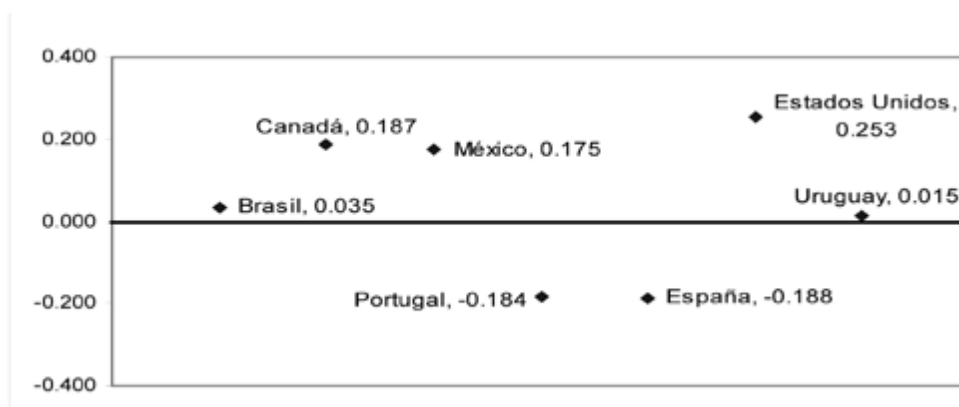 0.400
Estados Unidos,
0.253
Canadá, 0.187
0.200
México, 0.175
Uruguay, 0.015
Brasil, 0.035
0.000
Portugal, -0.184
España, -0.188
-0.200
-0.400